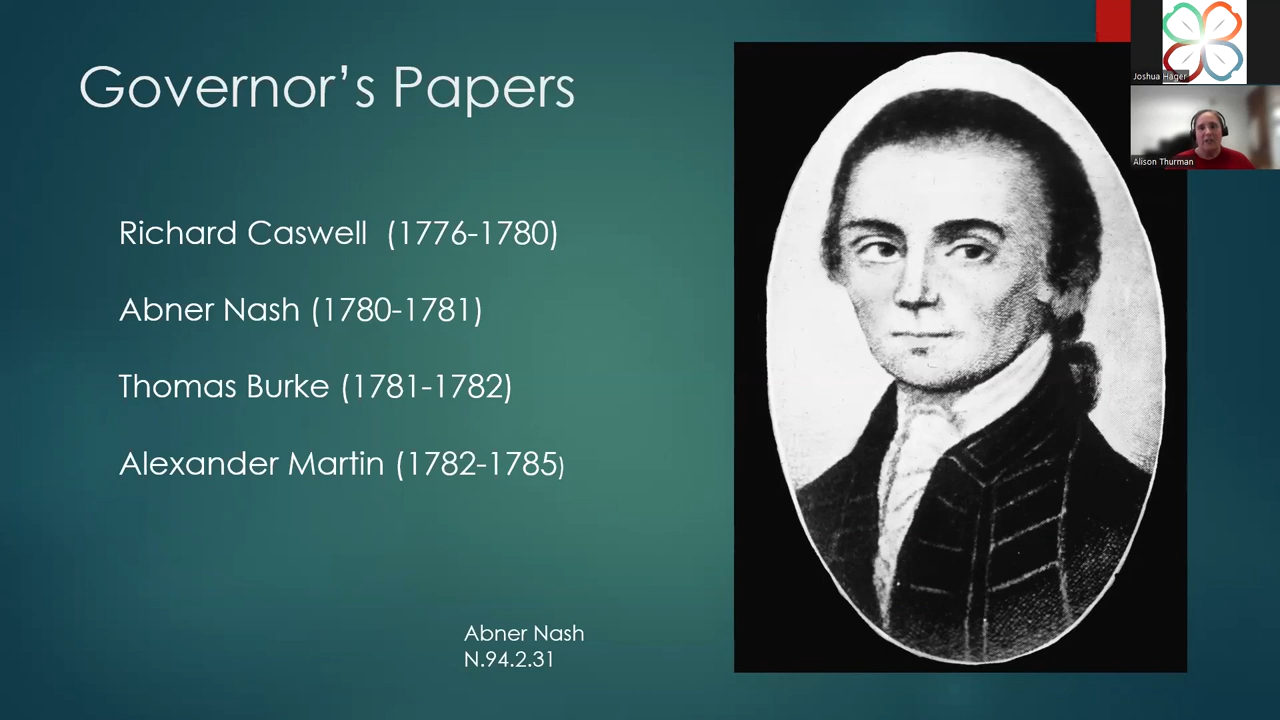 Governor’s Papers
Richard Caswell (1776-1780)
Abner Nash (1780-1781)
Thomas Burke (1781-1782)
Alexander Martin (1782-1785)
Abner Nash
N.94.2.31
Joshua Hager
Alison Thurman